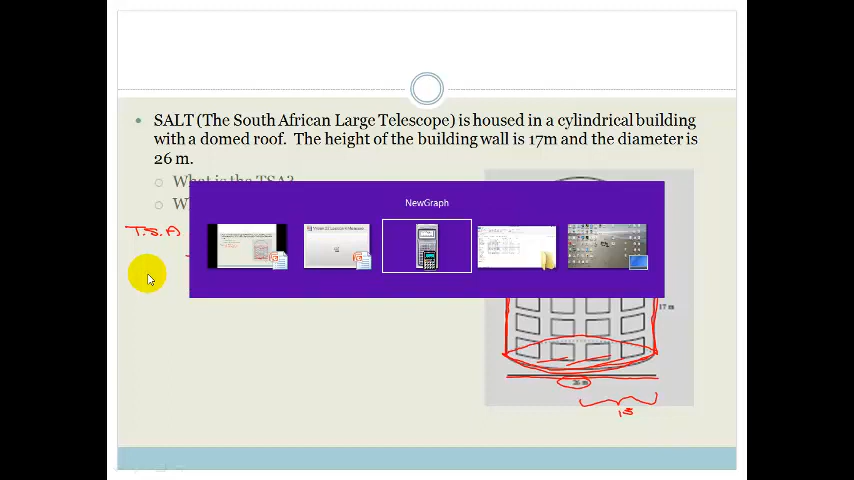 SALT (The South African Large Telescope) is housed in a cylindrical building
with a domed roof. The height of the building wall is 17m and the diameter is
26 m.
What is the TSA?
W
NewGraph
T.S.A
17 m
26 m
13